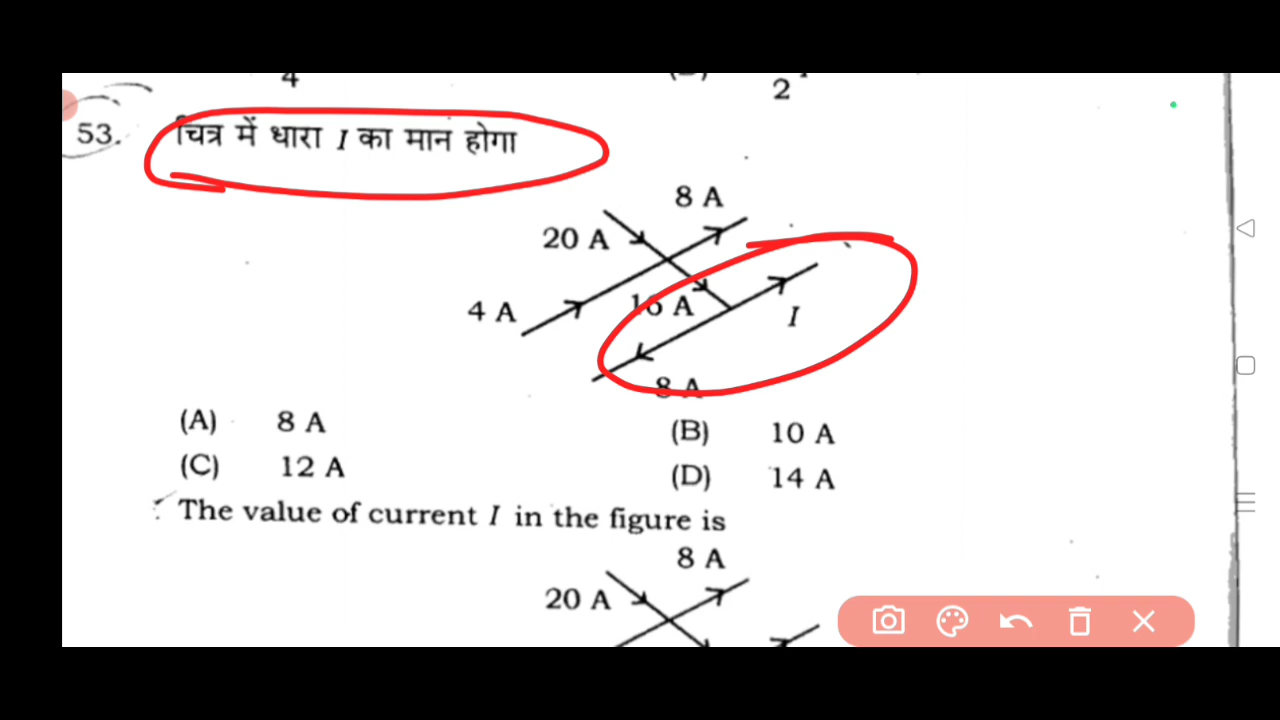 4
2
53. चित्र में धारा I का मान होगा
8 A
20 A
4 A
16 A
I
8 A
(A) 8 A (B) 10 A
(C) 12 A (D) 14 A
The value of current I in the figure is
8 A
20 A